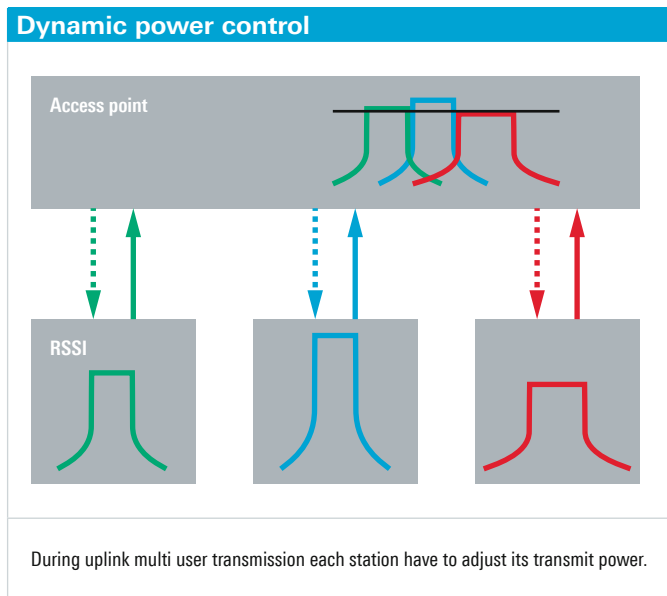 Dynamic power control
Access point
RSSI
During uplink multi user transmission each station have to adjust its transmit power.